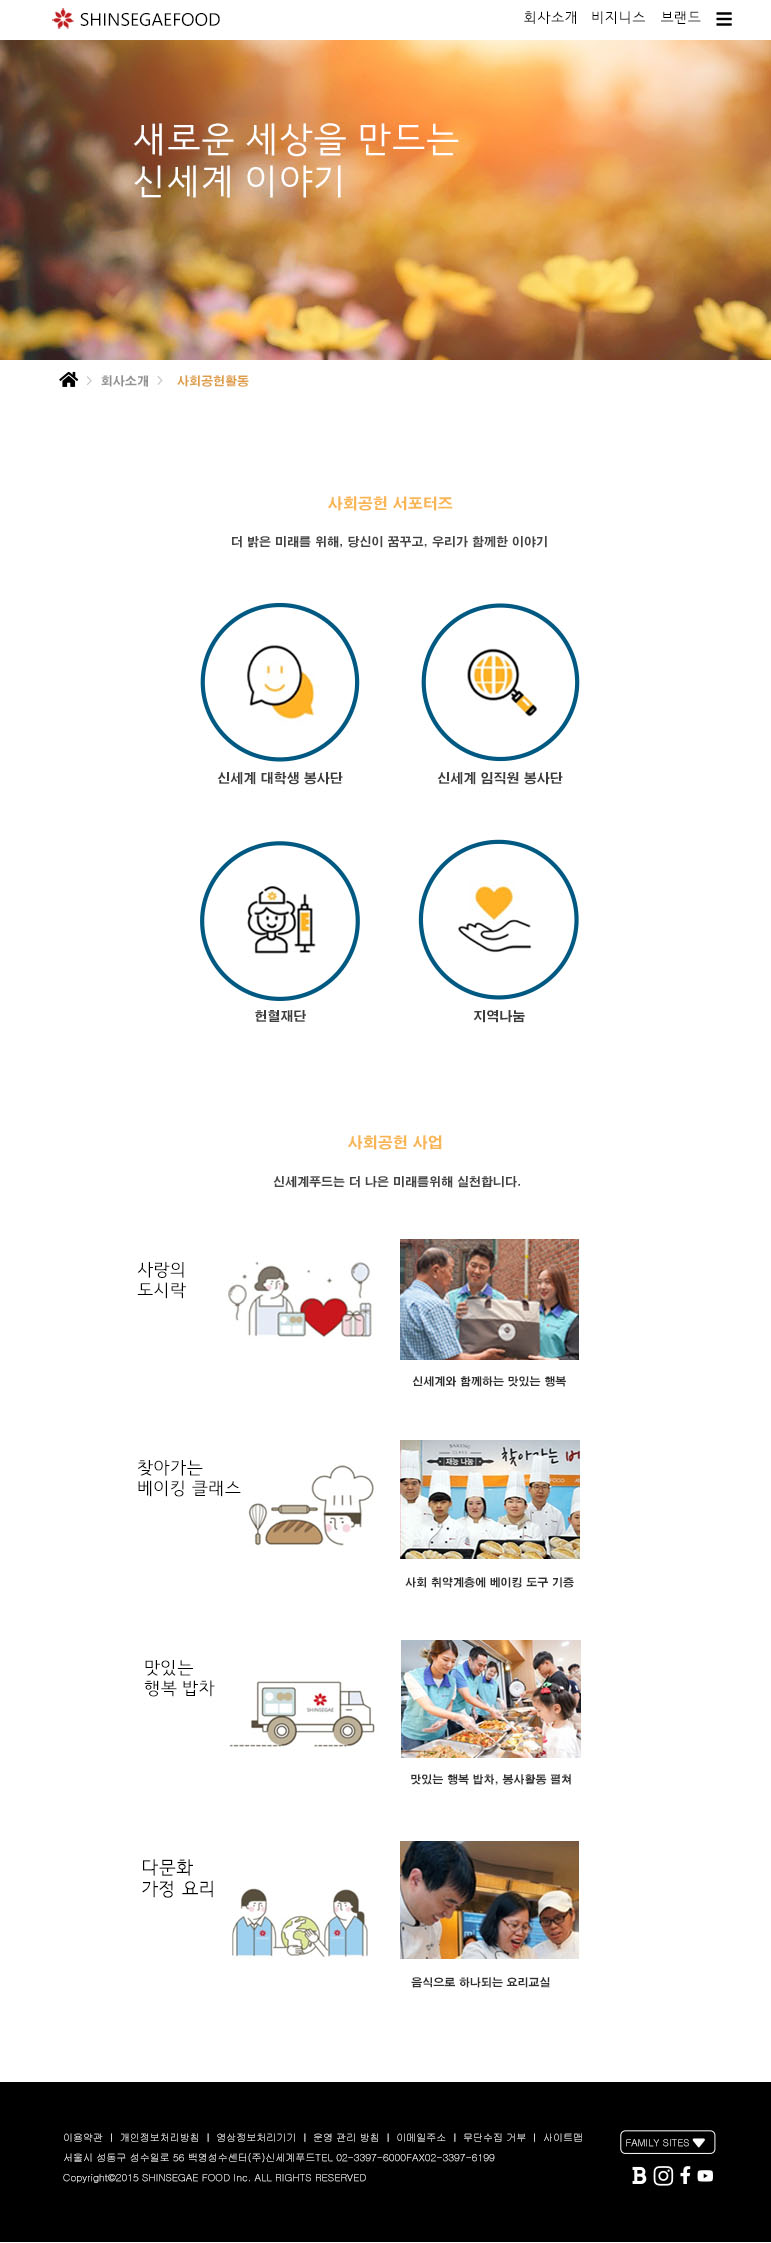 SHINSEGAEFOOD
회사소개 비지니스 브랜드
새로운 세상을 만드는
신세계 이야기
회사소개 사회공헌활동
사회공헌 서포터즈
더 밝은 미래를 위해, 당신이 꿈꾸고, 우리가 함께한 이야기
신세계 대학생 봉사단 신세계 임직원 봉사단
헌혈재단 지역나눔
사회공헌 사업
신세계푸드는 더 나은 미래를위해 실천합니다.
사랑의
도시락
신세계와 함께하는 맛있는 행복
찾아가는
베이킹 클래스
BAKING
CLASS
재능 나눔
찾아가는
사회 취약계층에 베이킹 도구 기증
맛있는
행복 밥차
SHINSEGAE
맛있는 행복 밥차, 봉사활동 펼쳐
다문화
가정 요리
음식으로 하나되는 요리교실
이용약관 | 개인정보처리방침 | 영상정보처리기기 | 운영 관리 방침 | 이메일주소 | 무단수집 거부 | 사이트맵
서울시 성동구 성수일로 56 백영성수센터(주)신세계푸드TEL 02-3397-6000FAX02-3397-6199
Copyright©2015 SHINSEGAE FOOD Inc. ALL RIGHTS RESERVED
FAMILY SITES